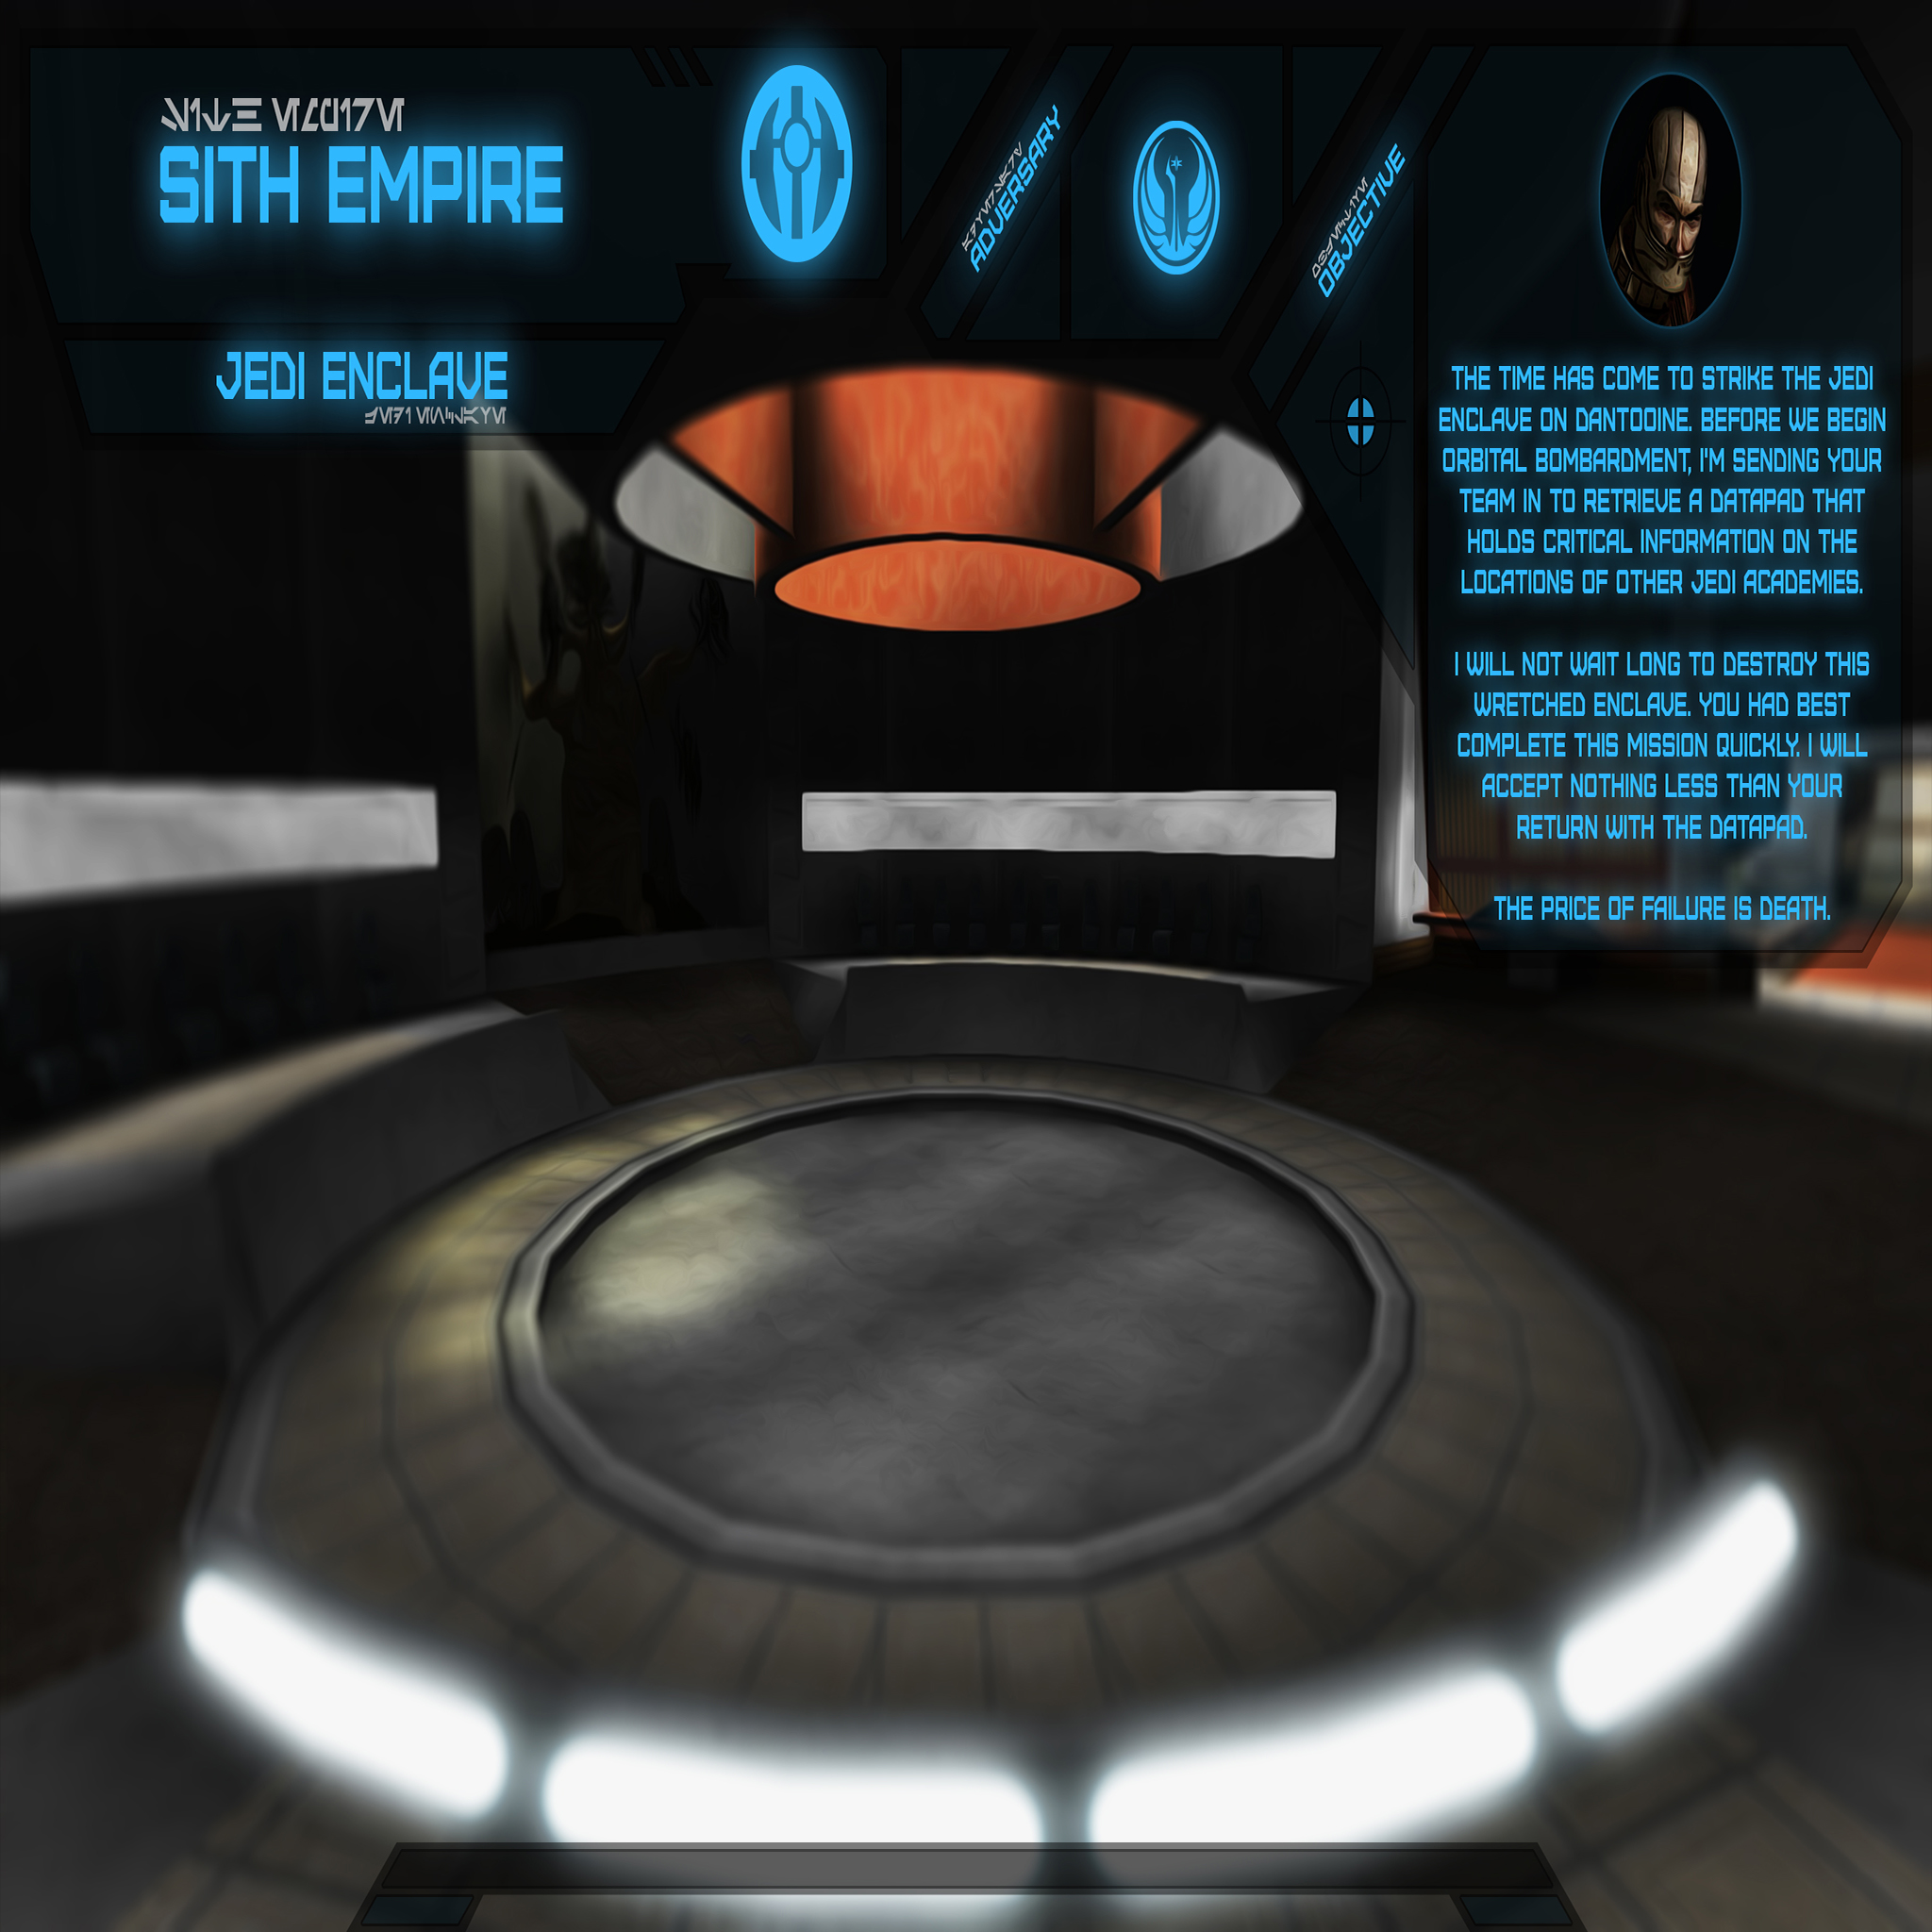 SITH EMPIRE
JEDI ENCLAVE
ADVERSARY
OBJECTIVE
THE TIME HAS COME TO STRIKE THE JEDI
ENCLAVE ON DANTOOINE. BEFORE WE BEGIN
ORBITAL BOMBARDMENT, I'M SENDING YOUR
TEAM IN TO RETRIEVE A DATAPAD THAT
HOLDS CRITICAL INFORMATION ON THE
LOCATIONS OF OTHER JEDI ACADEMIES.
I WILL NOT WAIT LONG TO DESTROY THIS
WRETCHED ENCLAVE. YOU HAD BEST
COMPLETE THIS MISSION QUICKLY. I WILL
ACCEPT NOTHING LESS THAN YOUR
RETURN WITH THE DATAPAD.
THE PRICE OF FAILURE IS DEATH.